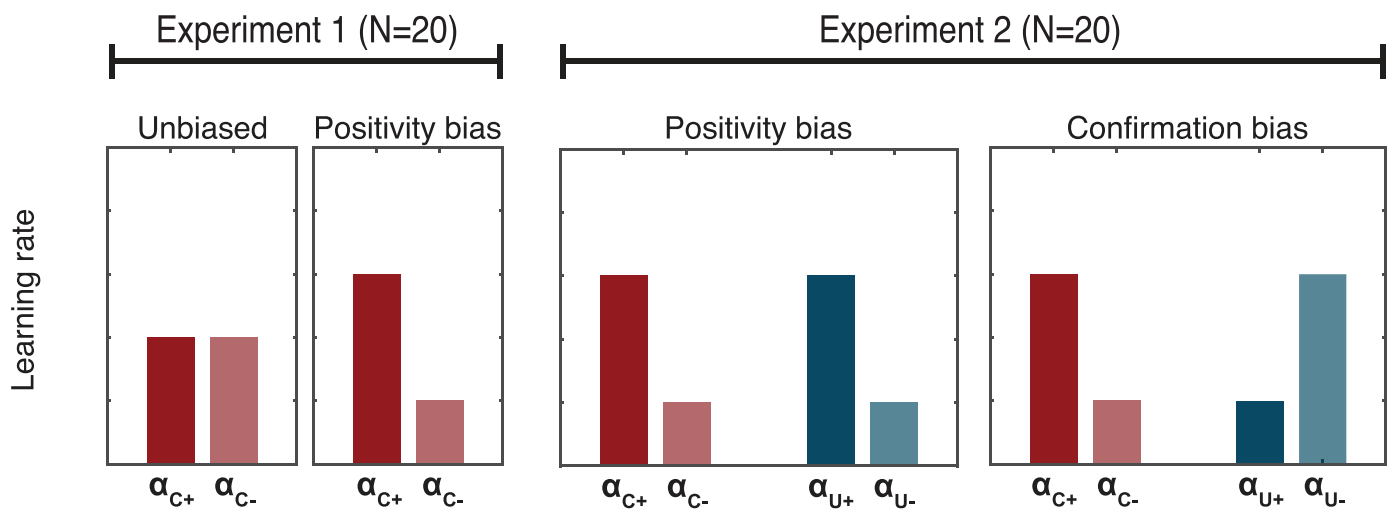 Experiment 1 (N=20)
Experiment 2 (N=20)
Unbiased
Positivity bias
Positivity bias
Confirmation bias
Learning rate
αC+ αC-
αC+ αC-
αC+ αC- αU+ αU-
αC+ αC- αU+ αU-